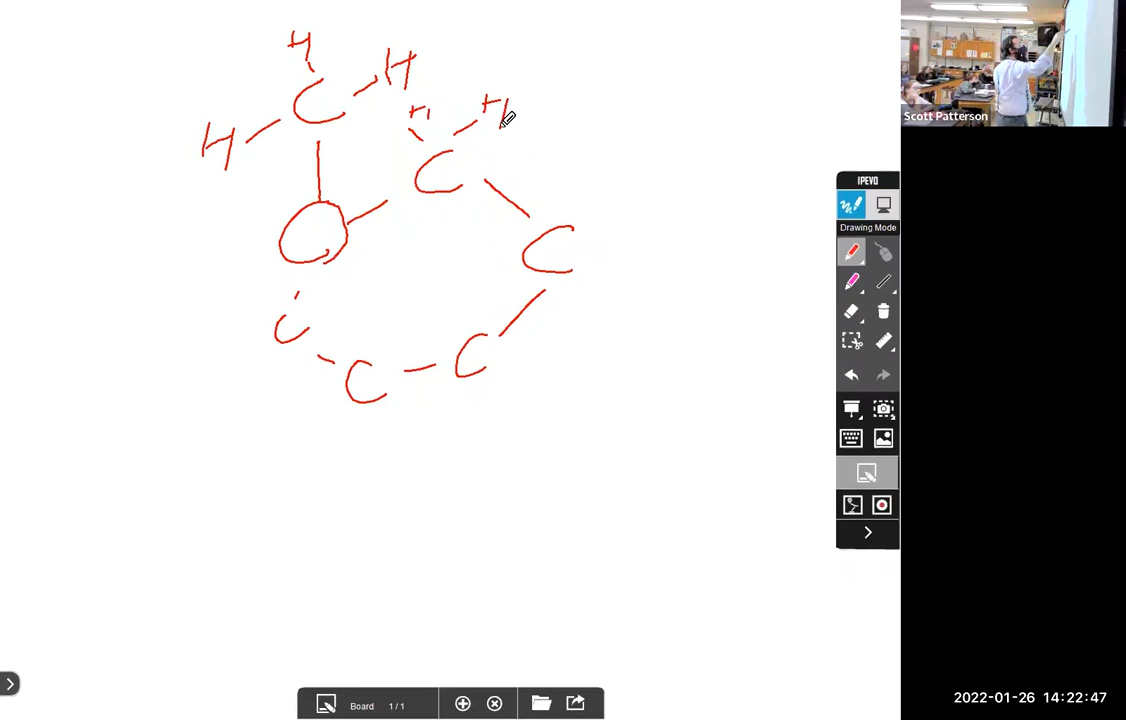 H
H
C
H
H
H
C
O
C
C
C
C
Scott Patterson
IPEVO
Drawing Mode
Board 1/1
2022-01-26 14:22:47